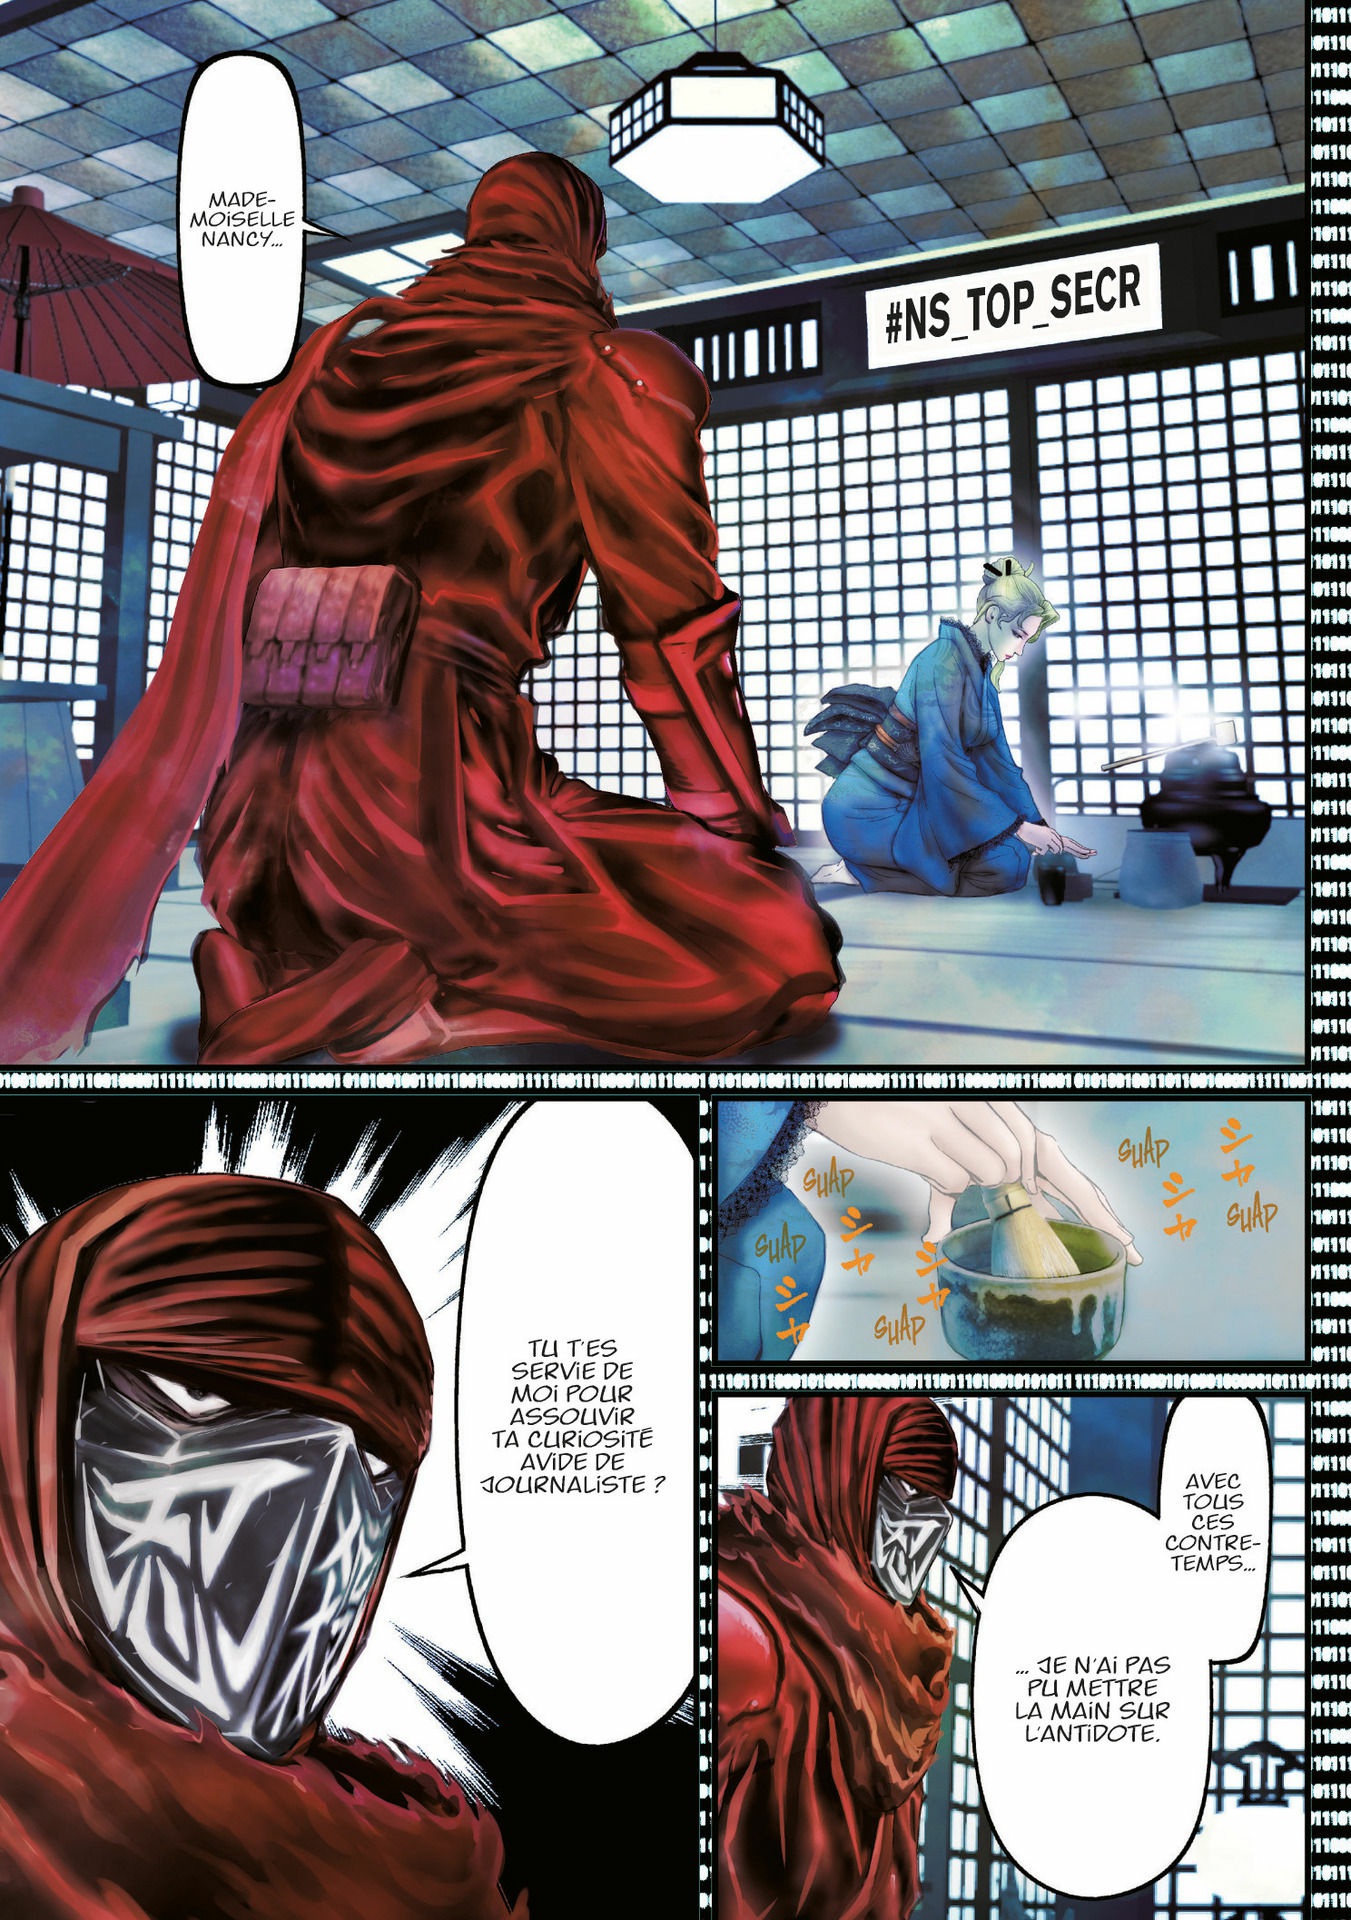 MADE-
MOISELLE
NANCY...
#NS_TOP_SECR
SHAP
シャ
SHAP
シャ
SHAP
SHAP
シャ
シャ
シャ
SHAP
AVEC
TOUS
CES
CONTRE-
TEMPS...
... JE N'AI PAS
PU METTRE
LA MAIN SUR
L'ANTIDOTE.
TU T'ES
SERVIE DE
MOI POUR
ASSOUVIR
TA CURIOSITÉ
AVIDE DE
JOURNALISTE ?
忍
殺